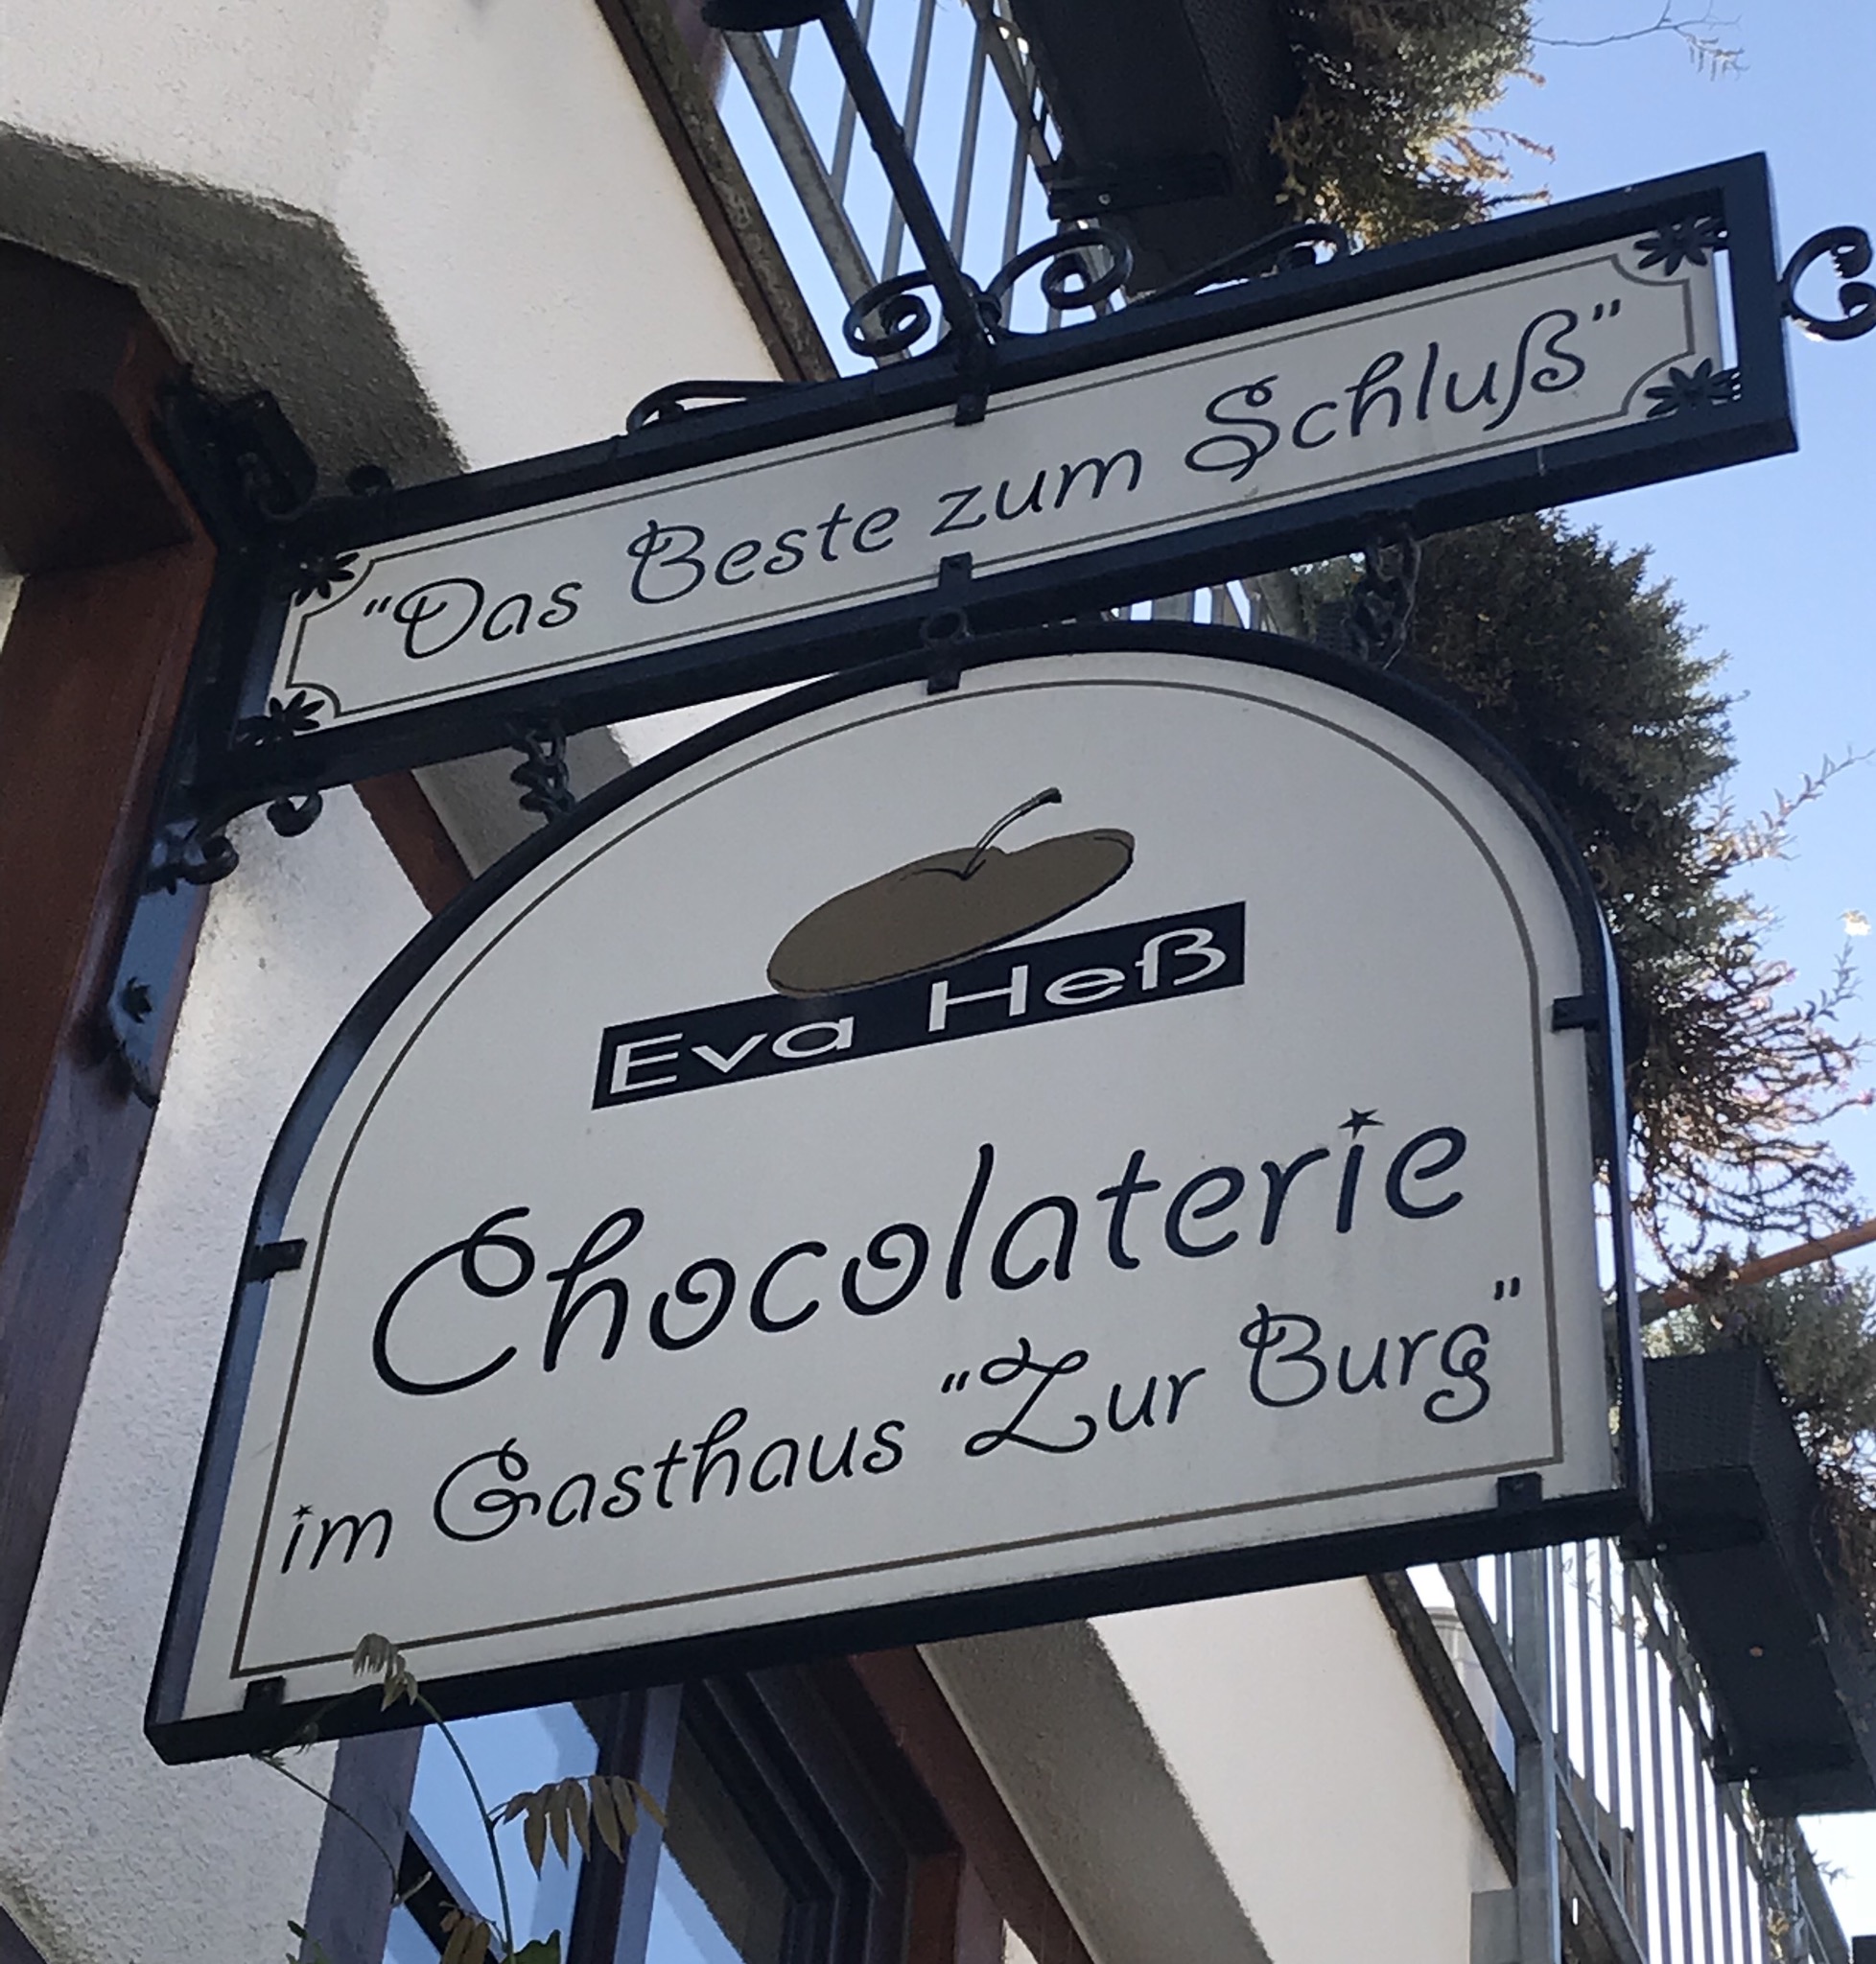 "Das Beste zum Schluß"
Eva Heß
Chocolaterie
im Gasthaus "Zur Burg"